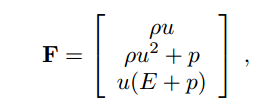 F = [ ρu
ρu² + p
u(E + p) ] ,